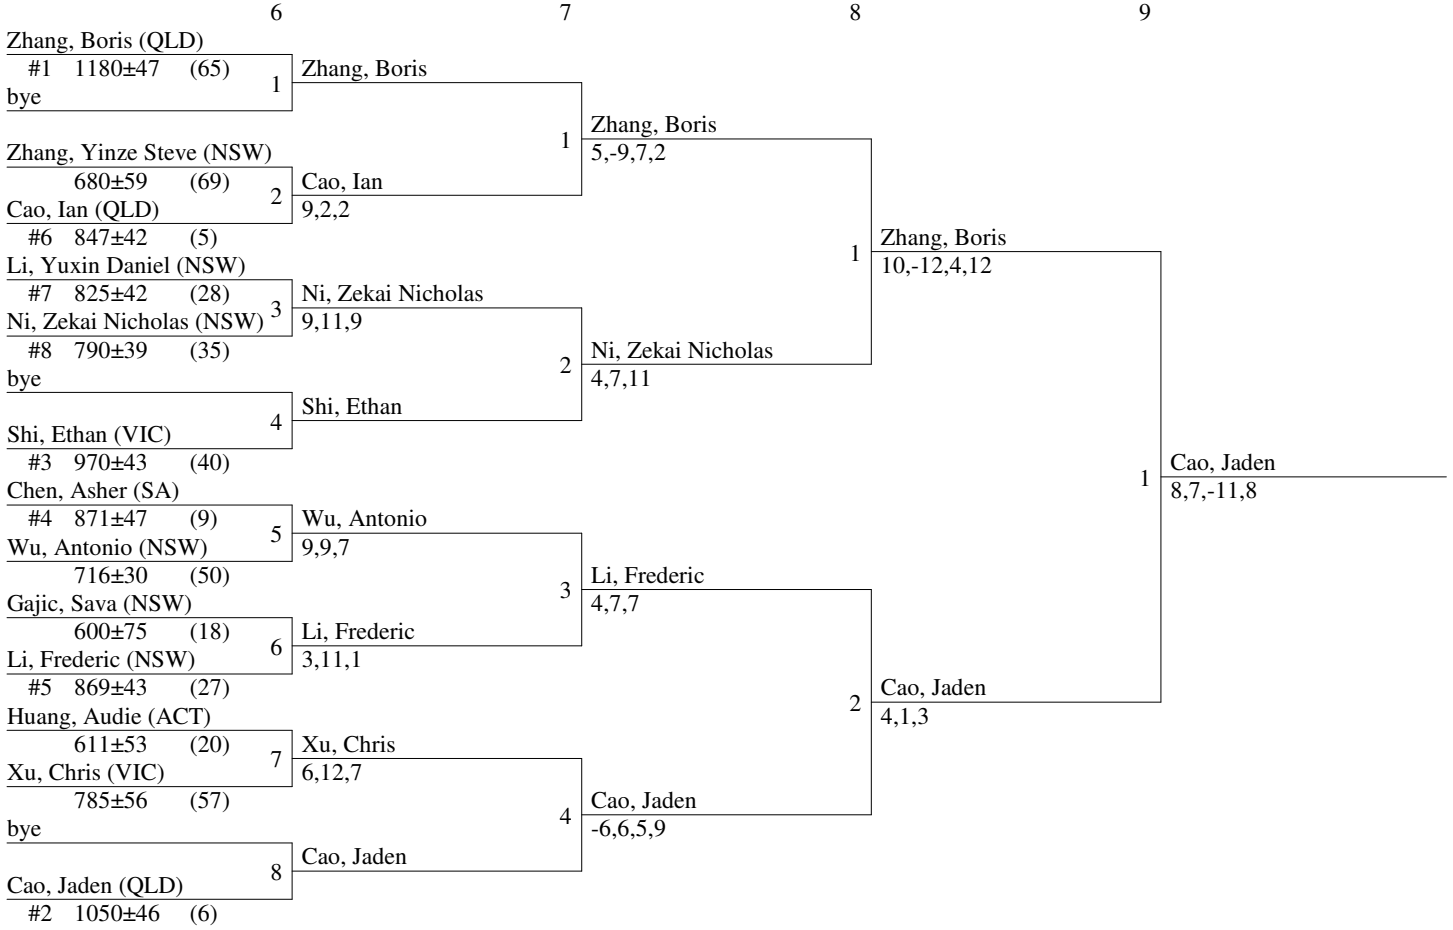 6 7 8 9
Zhang, Boris (QLD)
#1 1180±47 (65)
1 Zhang, Boris
bye
1 Zhang, Boris
5,-9,7,2
Zhang, Yinze Steve (NSW)
680±59 (69)
2 Cao, Ian
9,2,2
Cao, Ian (QLD)
#6 847±42 (5)
1 Zhang, Boris
10,-12,4,12
Li, Yuxin Daniel (NSW)
#7 825±42 (28)
3 Ni, Zekai Nicholas
9,11,9
Ni, Zekai Nicholas (NSW)
#8 790±39 (35)
2 Ni, Zekai Nicholas
4,7,11
bye
4 Shi, Ethan
Shi, Ethan (VIC)
#3 970±43 (40)
1 Cao, Jaden
8,7,-11,8
Chen, Asher (SA)
#4 871±47 (9)
5 Wu, Antonio
9,9,7
Wu, Antonio (NSW)
716±30 (50)
3 Li, Frederic
4,7,7
Gajic, Sava (NSW)
600±75 (18)
6 Li, Frederic
3,11,1
Li, Frederic (NSW)
#5 869±43 (27)
2 Cao, Jaden
4,1,3
Huang, Audie (ACT)
611±53 (20)
7 Xu, Chris
6,12,7
Xu, Chris (VIC)
785±56 (57)
4 Cao, Jaden
-6,6,5,9
bye
8 Cao, Jaden
Cao, Jaden (QLD)
#2 1050±46 (6)